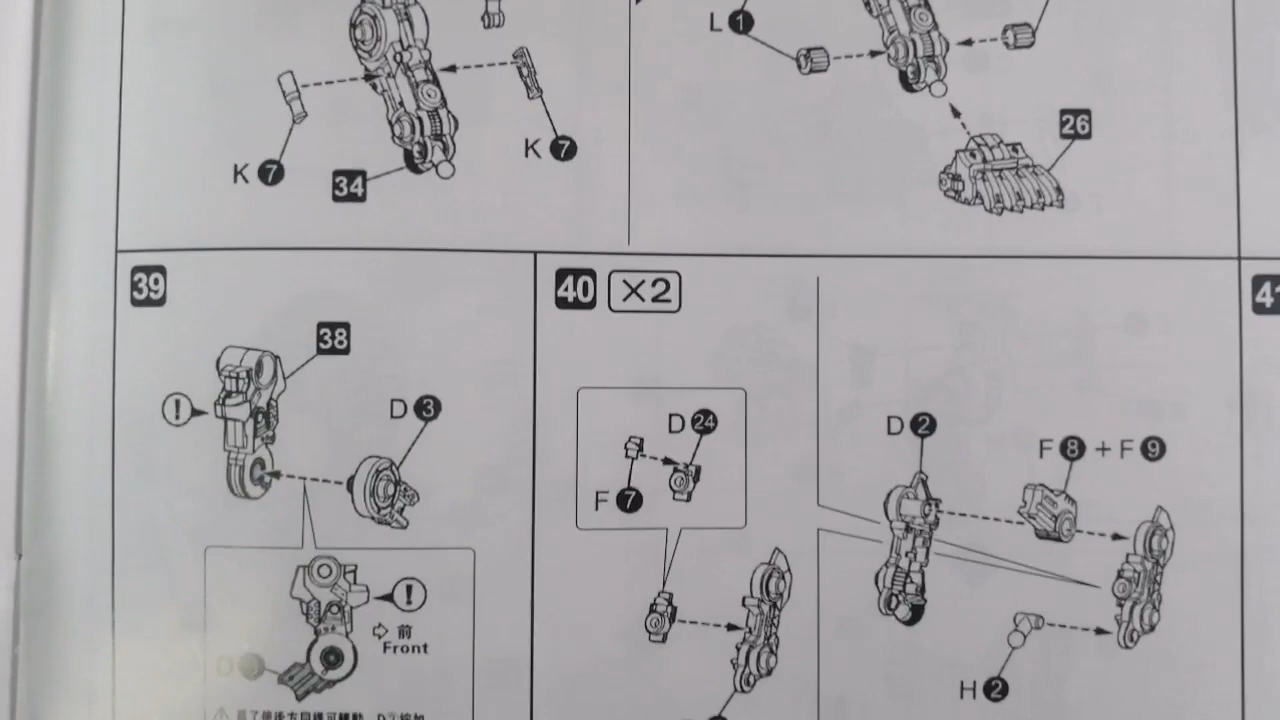 L 1
26
K 7
K 7
34
39
38
!
D 3
!
前
Front
40 ×2
D 24
F 7
D 2
F 8 + F 9
H 2